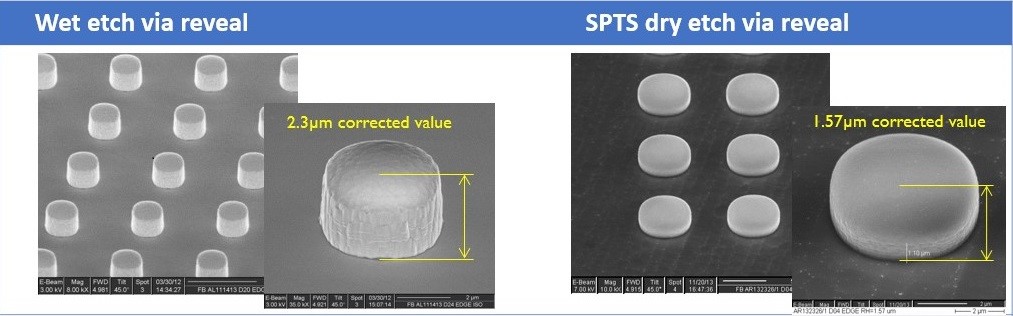 Wet etch via reveal
SPTS dry etch via reveal
2.3µm corrected value
1.57µm corrected value
1.10 µm
E-Beam Mag FWD Tilt Spot 03/30/12
3.00 kV 8.00 KX 4.981 45.0° 3 14:34:27 FB AL111413 D20 EDG
E-Beam Mag FWD Tilt Spot 03/30/12 2 µm
3.00 kV 35.0 KX 4.921 45.0° 3 15:07:14 FB AL111413 D24 EDGE ISO
E-Beam Mag FWD Tilt Spot 11/20/13
7.00 kV 10.0 KX 4.915 45.0° 4 16:47:36 FB AR132326/1 D04
E-Beam Mag FWD Tilt Spot 11/20/13 2 µm
AR132326/1 D04 EDGE RH=1.57 um 2 µm